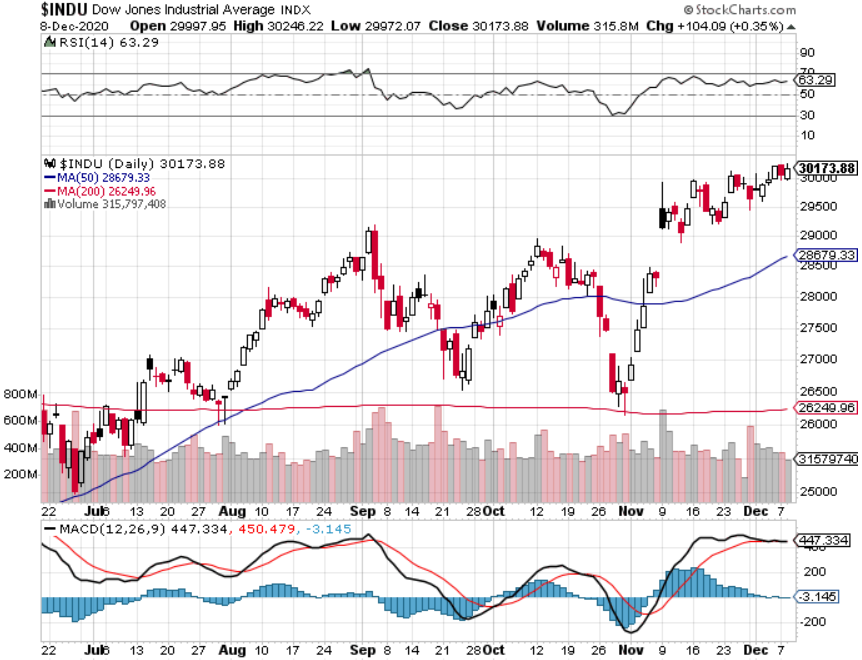 $INDU Dow Jones Industrial Average INDX
© StockCharts.com
8-Dec-2020 Open 29997.95 High 30246.22 Low 29972.07 Close 30173.88 Volume 315.8M Chg +104.09 (+0.35%)
RSI(14) 63.29
90
70
63.29
50
30
10
$INDU (Daily) 30173.88
MA(50) 28679.33
MA(200) 26249.96
Volume 315,797,408
30173.88
30000
29500
29000
28679.33
28500
28000
27500
27000
26500
26249.96
26000
31579740
25000
800M
600M
400M
200M
22 Jul6 13 20 27 Aug 10 17 24 Sep 8 14 21 28 Oct 12 19 26 Nov 9 16 23 Dec 7
MACD(12,26,9) 447.334, 450.479, -3.145
447.334
400
200
-3.145
-200
22 Jul6 13 20 27 Aug 10 17 24 Sep 8 14 21 28 Oct 12 19 26 Nov 9 16 23 Dec 7